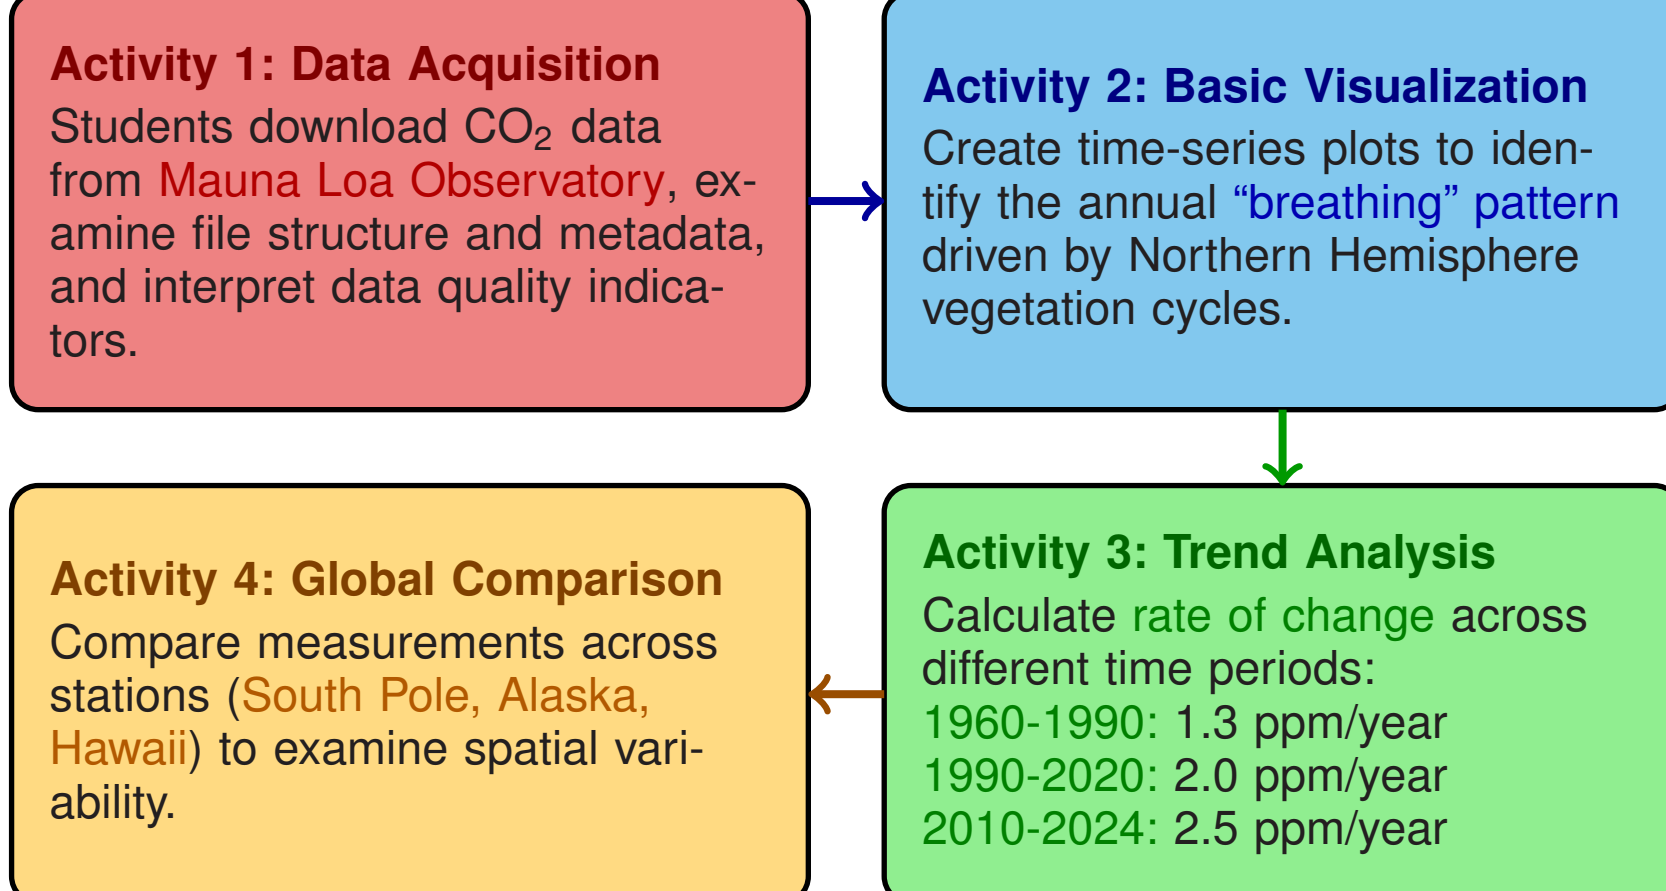 Activity 1: Data Acquisition
Students download CO₂ data
from Mauna Loa Observatory, ex-
amine file structure and metadata,
and interpret data quality indica-
tors.
Activity 2: Basic Visualization
Create time-series plots to iden-
tify the annual “breathing” pattern
driven by Northern Hemisphere
vegetation cycles.
Activity 3: Trend Analysis
Calculate rate of change across
different time periods:
1960-1990: 1.3 ppm/year
1990-2020: 2.0 ppm/year
2010-2024: 2.5 ppm/year
Activity 4: Global Comparison
Compare measurements across
stations (South Pole, Alaska,
Hawaii) to examine spatial vari-
ability.